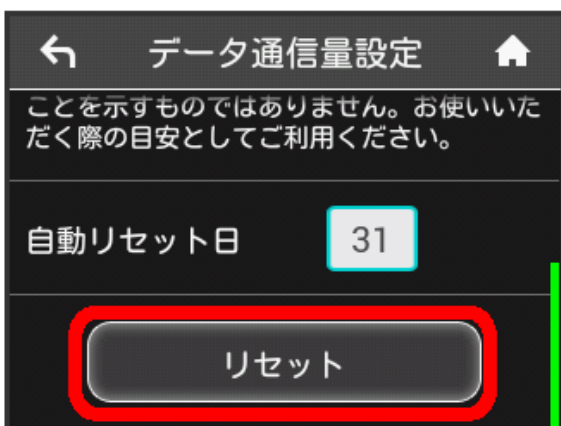 データ通信量設定
ことを示すものではありません。お使いいた
だく際の目安としてご利用ください。
自動リセット日 31
リセット